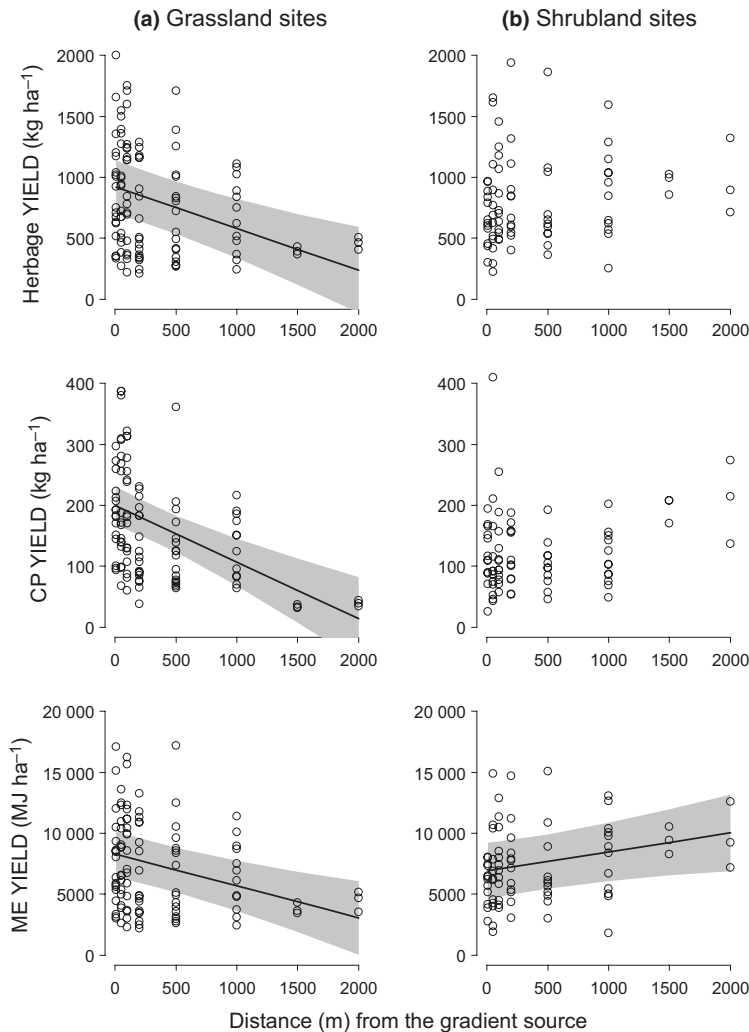 (a) Grassland sites
(b) Shrubland sites
Herbage YIELD (kg ha⁻¹)
2000
1500
1000
500
0
0 500 1000 1500 2000
2000
1500
1000
500
0
0 500 1000 1500 2000
CP YIELD (kg ha⁻¹)
400
300
200
100
0
0 500 1000 1500 2000
400
300
200
100
0
0 500 1000 1500 2000
ME YIELD (MJ ha⁻¹)
20 000
15 000
10 000
5000
0
0 500 1000 1500 2000
20 000
15 000
10 000
5000
0
0 500 1000 1500 2000
Distance (m) from the gradient source